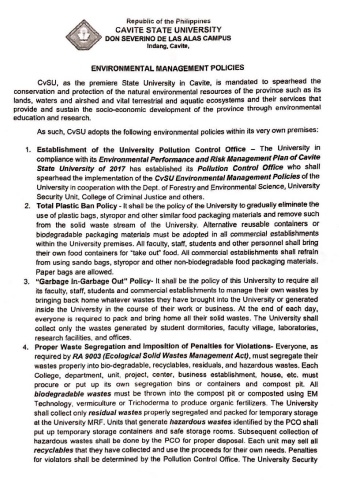 Republic of the Philippines
CAVITE STATE UNIVERSITY
DON SEVERINO DE LAS ALAS CAMPUS
Indang, Cavite,
ENVIRONMENTAL MANAGEMENT POLICIES
CvSU, as the premiere State University in Cavite, is mandated to spearhead the
conservation and protection of the natural environmental resources of the province such as its
lands, waters and airshed and vital terrestrial and aquatic ecosystems and their services that
provide and sustain the socio-economic development of the province through environmental
education and research.
As such, CvSU adopts the following environmental policies within its very own premises:
1. Establishment of the University Pollution Control Office – The University in
compliance with its Environmental Performance and Risk Management Plan of Cavite
State University of 2017 has established its Pollution Control Office who shall
spearhead the implementation of the CvSU Environmental Management Policies of the
University in cooperation with the Dept. of Forestry and Environmental Science, University
Security Unit, College of Criminal Justice and others.
2. Total Plastic Ban Policy - It shall be the policy of the University to gradually eliminate the
use of plastic bags, styropor and other similar food packaging materials and remove such
from the solid waste stream of the University. Alternative reusable containers or
biodegradable packaging materials must be adopted in all commercial establishments
within the University premises. All faculty, staff, students and other personnel shall bring
their own food containers for "take out" food. All commercial establishments shall refrain
from using sando bags, styropor and other non-biodegradable food packaging materials.
Paper bags are allowed.
3. "Garbage in-Garbage Out" Policy- It shall be the policy of this University to require all
its faculty, staff, students and commercial establishments to manage their own wastes by
bringing back home whatever wastes they have brought into the University or generated
inside the University in the course of their work or business. At the end of each day,
everyone is required to pack and bring home all their solid wastes. The University shall
collect only the wastes generated by student dormitories, faculty village, laboratories,
research facilities, and offices.
4. Proper Waste Segregation and Imposition of Penalties for Violations- Everyone, as
required by RA 9003 (Ecological Solid Wastes Management Act), must segregate their
wastes properly into bio-degradable, recyclables, residuals, and hazardous wastes. Each
College, department, unit, project, center, business establishment, house, etc. must
procure or put up its own segregation bins or containers and compost pit. All
biodegradable wastes must be thrown into the compost pit or composted using EM
Technology, vermiculture or Trichoderma to produce organic fertilizers. The University
shall collect only residual wastes properly segregated and packed for temporary storage
at the University MRF. Units that generate hazardous wastes identified by the PCO shall
put up temporary storage containers and safe storage rooms. Subsequent collection of
hazardous wastes shall be done by the PCO for proper disposal. Each unit may sell all
recyclables that they have collected and use the proceeds for their own needs. Penalties
for violators shall be determined by the Pollution Control Office. The University Security